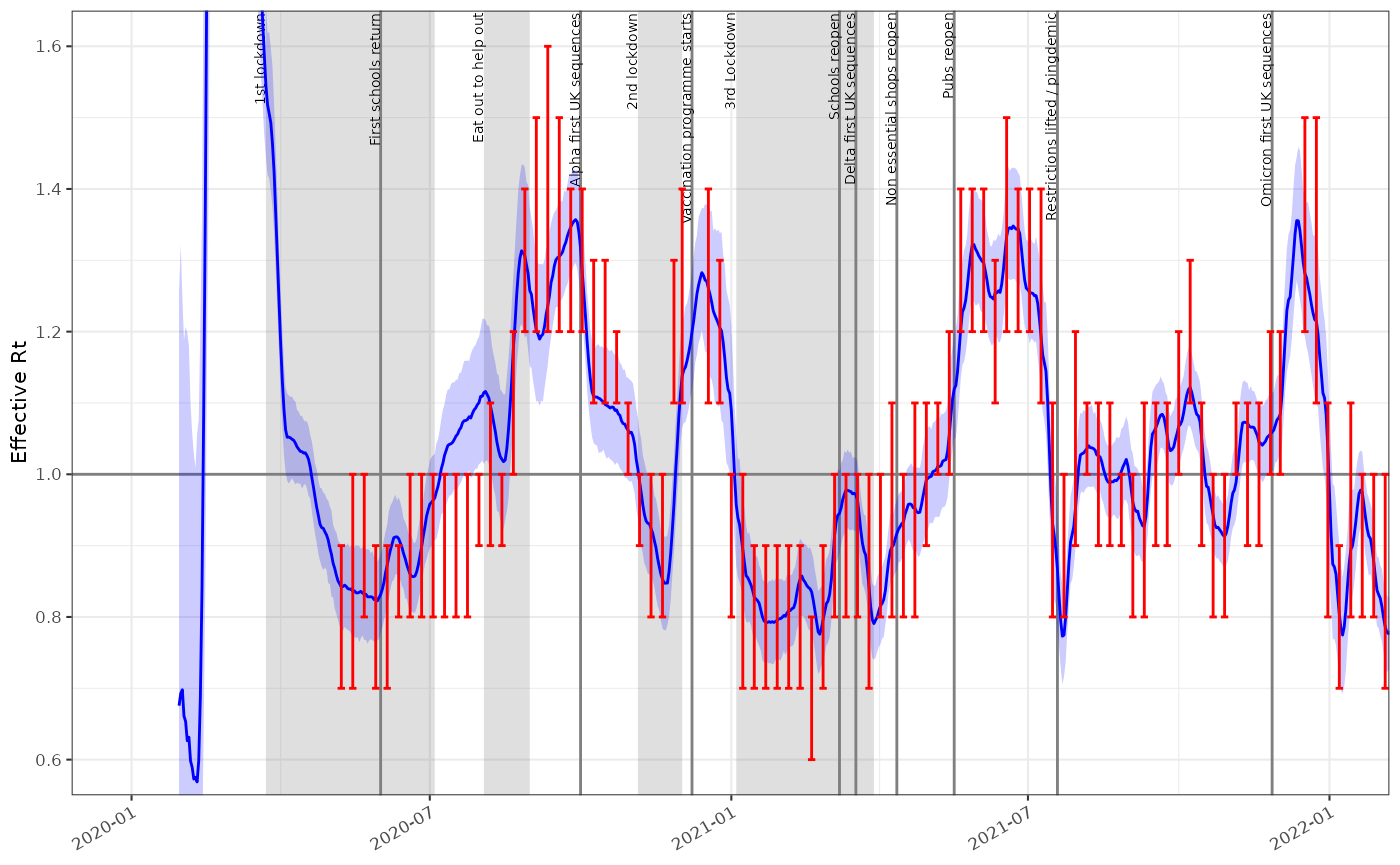 1st lockdown
First schools return
Eat out to help out
Alpha first UK sequences
2nd lockdown
Vaccination programme starts
3rd Lockdown
Schools reopen
Delta first UK sequences
Non essential shops reopen
Pubs reopen
Restrictions lifted / pingdemic
Omicron first UK sequences
1.6
1.4
1.2
1.0
0.8
0.6
Effective Rt
2020-01
2020-07
2021-01
2021-07
2022-01